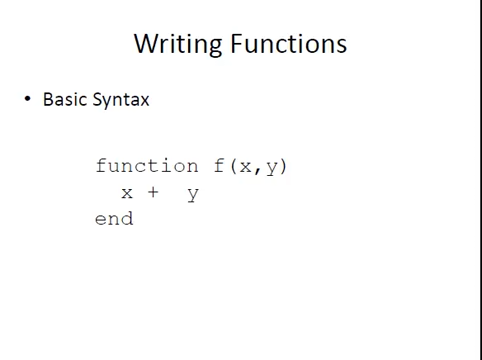 Writing Functions
• Basic Syntax
function f(x,y)
  x +  y
end